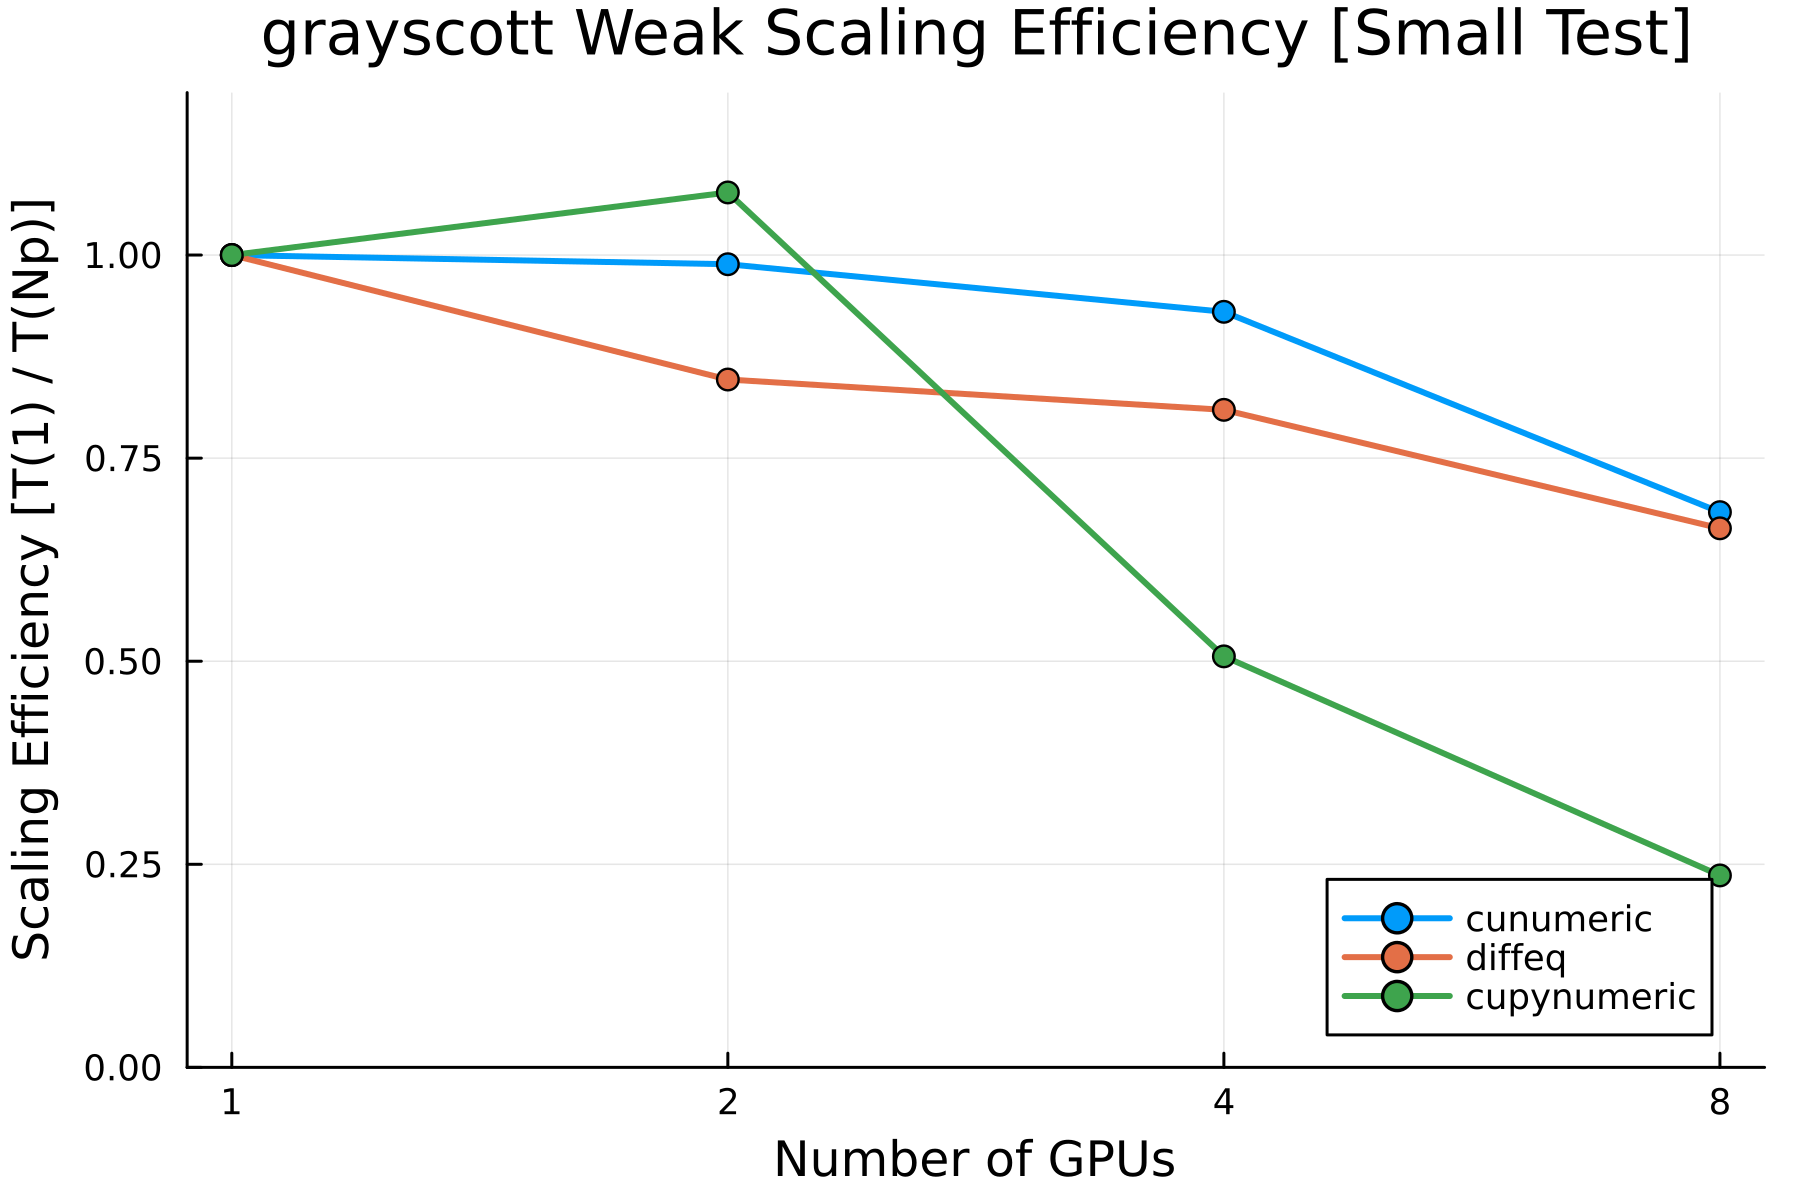 grayscott Weak Scaling Efficiency [Small Test]
Scaling Efficiency [T(1) / T(Np)]
1.00
0.75
0.50
0.25
0.00
cunumeric
diffeq
cupynumeric
1 2 4 8
Number of GPUs